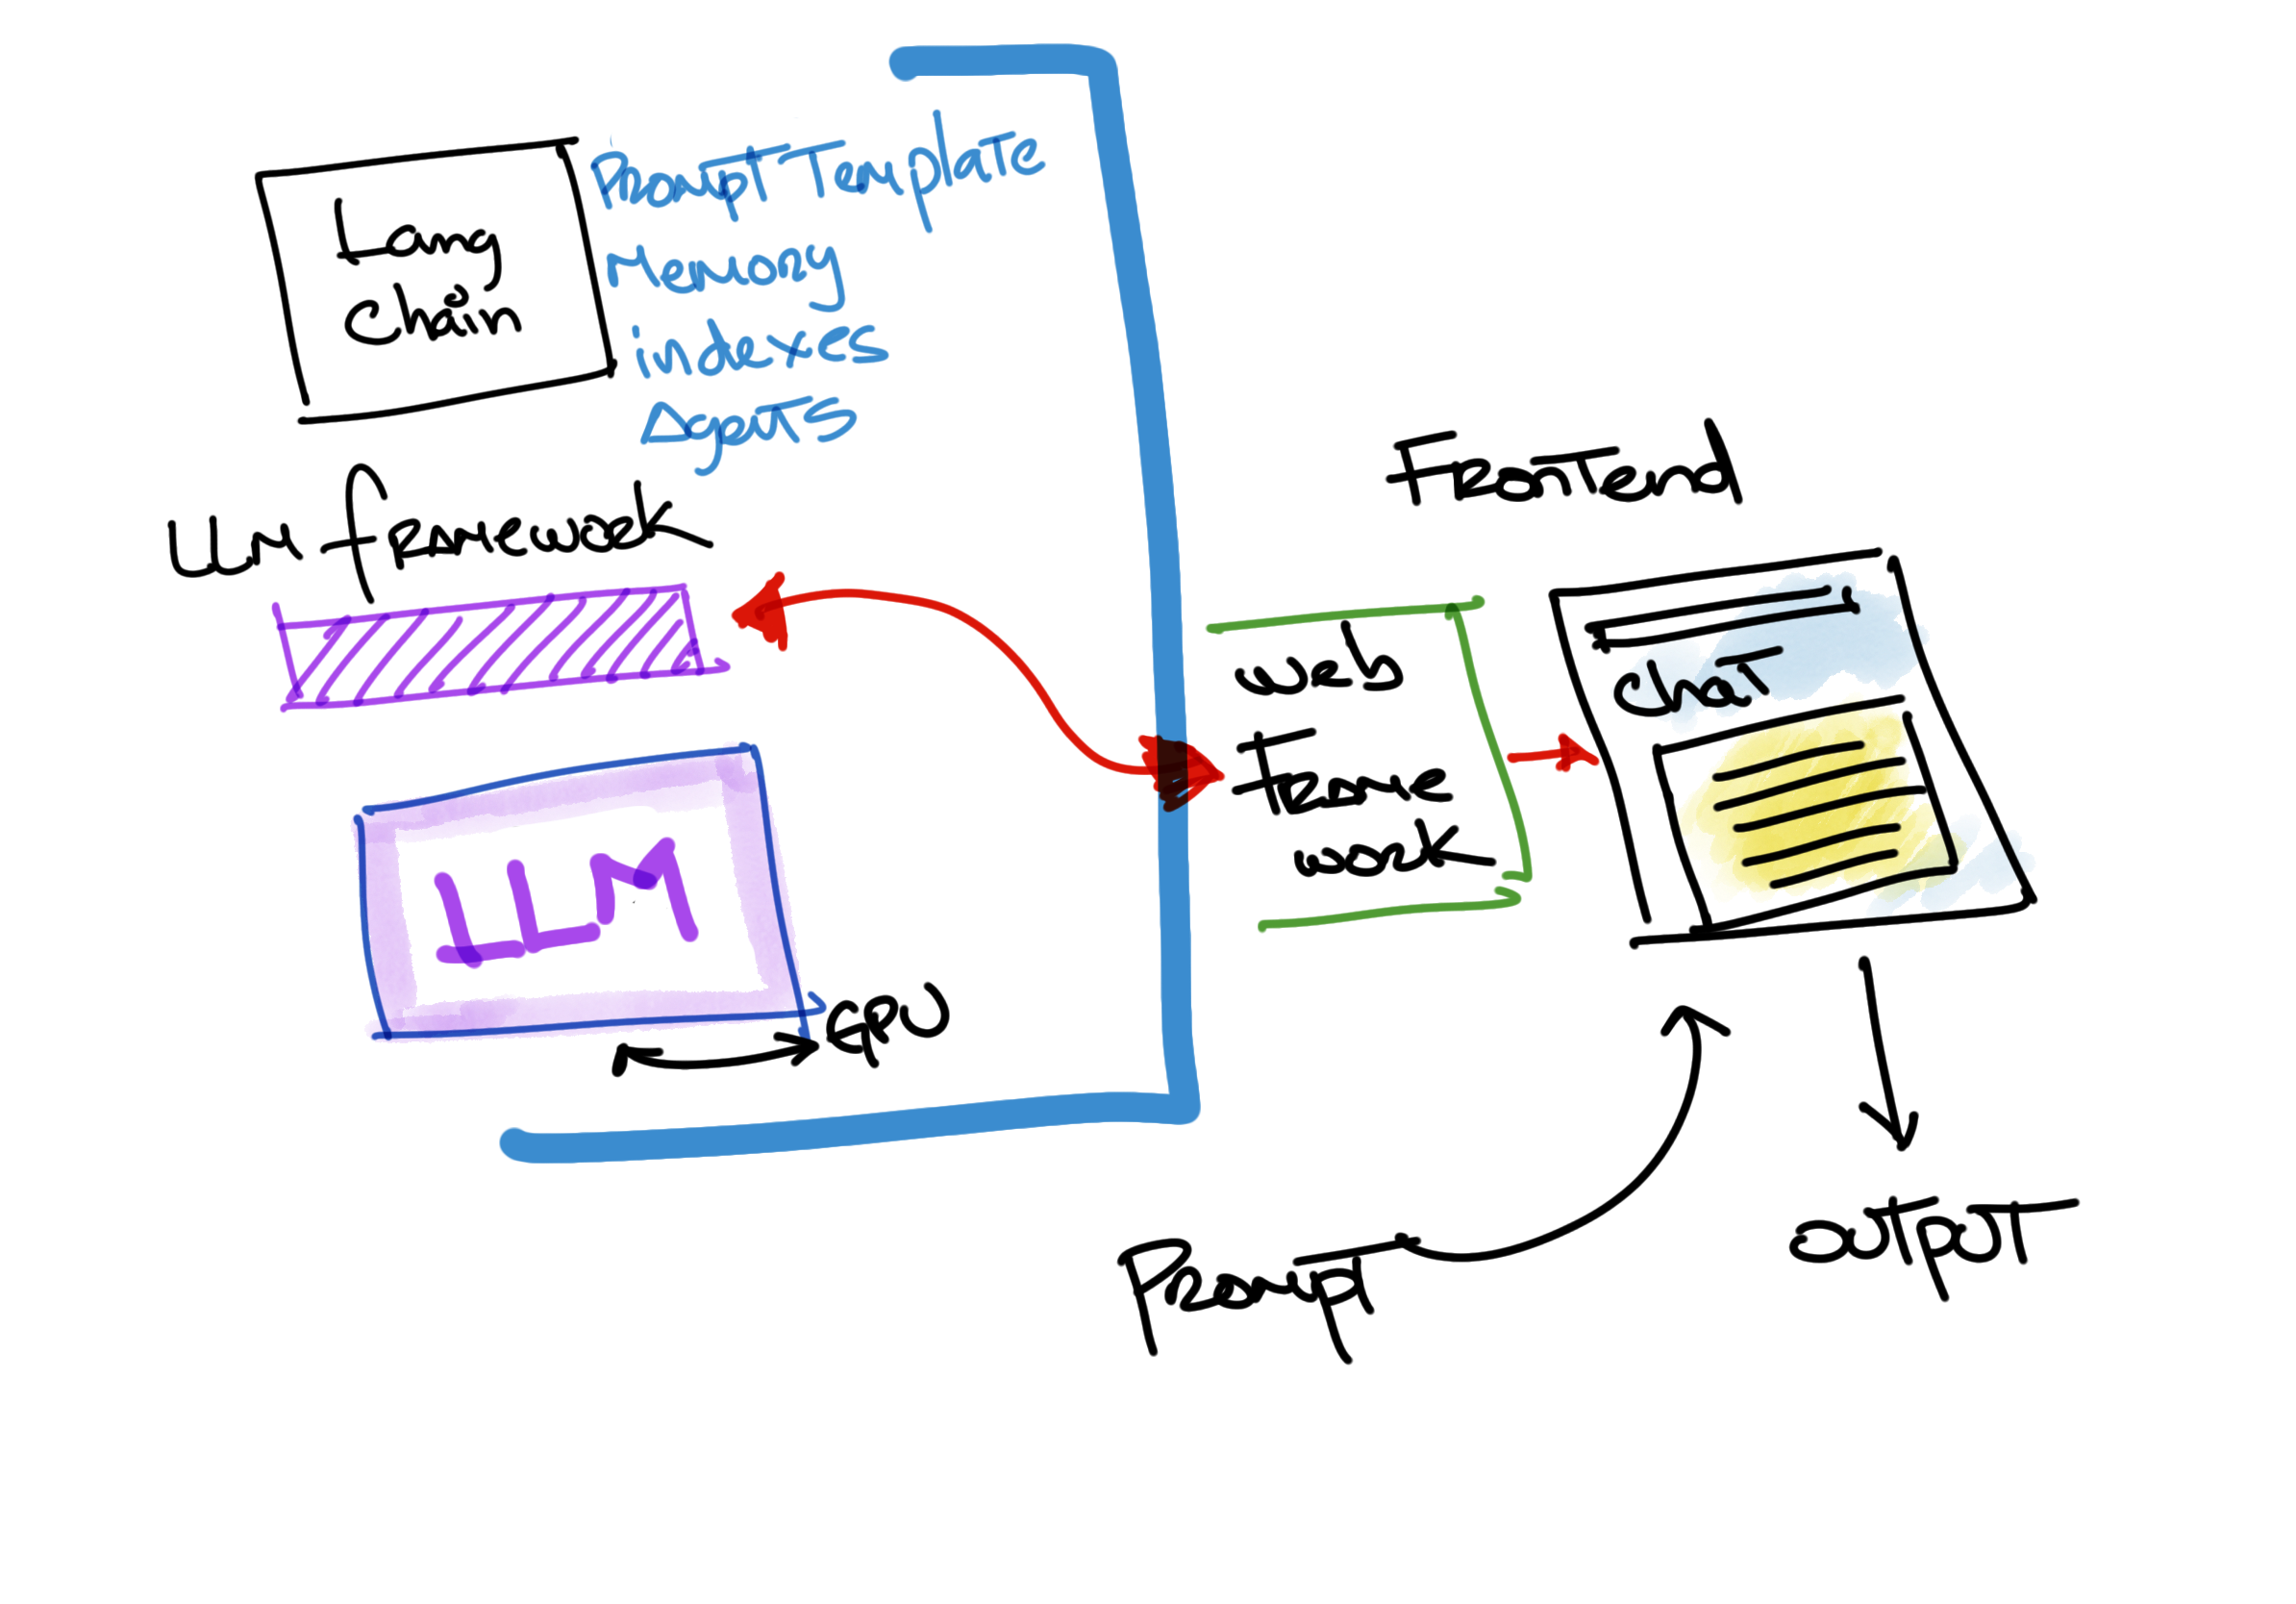 Lang
Chain
Prompt Template
Memory
indexes
Agents
LLM framework
LLM
GPU
Frontend
web
Frame
work
chat
Prompt
output